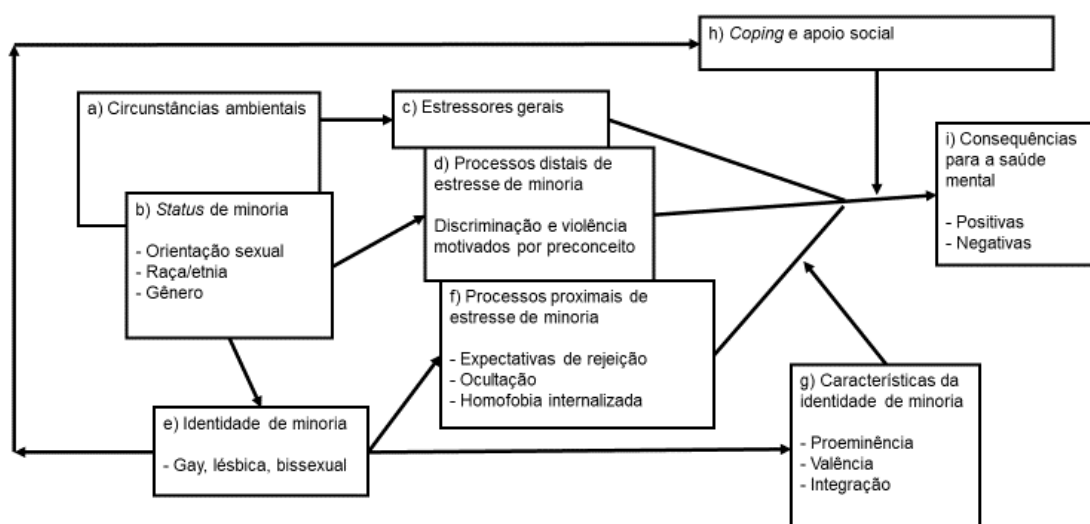 h) Coping e apoio social
a) Circunstâncias ambientais
c) Estressores gerais
d) Processos distais de
estresse de minoria
Discriminação e violência
motivados por preconceito
b) Status de minoria
- Orientação sexual
- Raça/etnia
- Gênero
i) Consequências
para a saúde
mental
- Positivas
- Negativas
f) Processos proximais de
estresse de minoria
- Expectativas de rejeição
- Ocultação
- Homofobia internalizada
e) Identidade de minoria
- Gay, lésbica, bissexual
g) Características da
identidade de minoria
- Proeminência
- Valência
- Integração